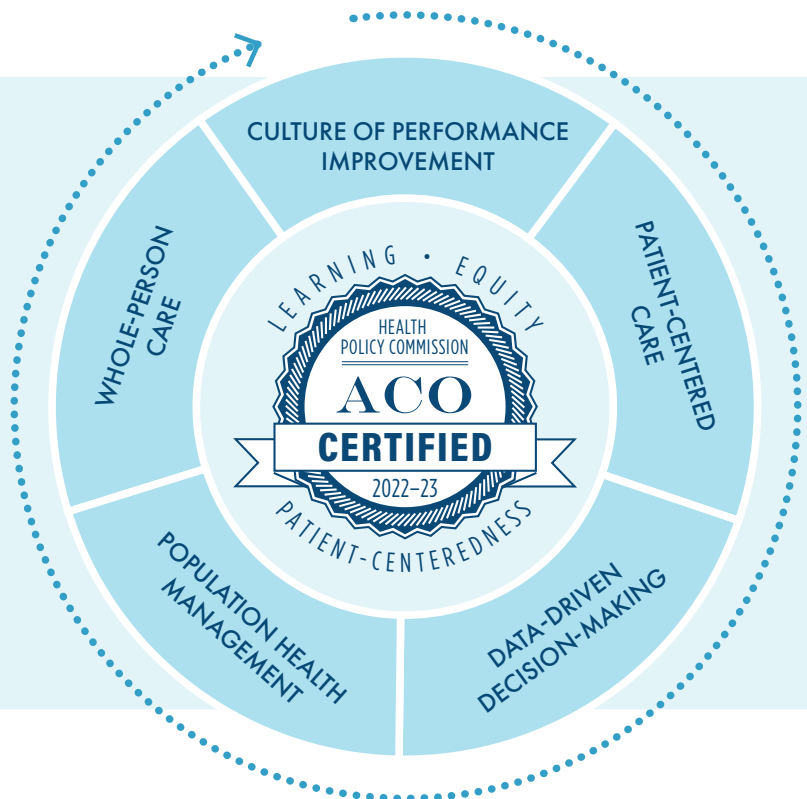 CULTURE OF PERFORMANCE
IMPROVEMENT
PATIENT-CENTERED
CARE
DATA-DRIVEN
DECISION-MAKING
POPULATION HEALTH
MANAGEMENT
WHOLE-PERSON
CARE
LEARNING • EQUITY
HEALTH
POLICY COMMISSION
ACO
CERTIFIED
2022–23
PATIENT-CENTEREDNESS